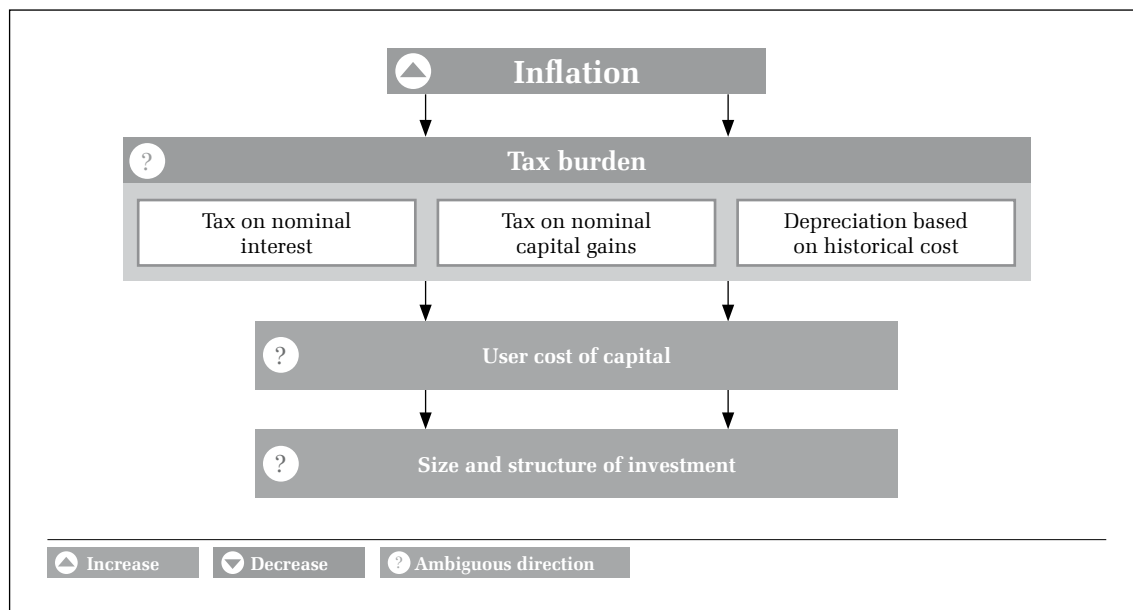 Inflation
? Tax burden
Tax on nominal
interest
Tax on nominal
capital gains
Depreciation based
on historical cost
? User cost of capital
? Size and structure of investment
Increase
Decrease
? Ambiguous direction